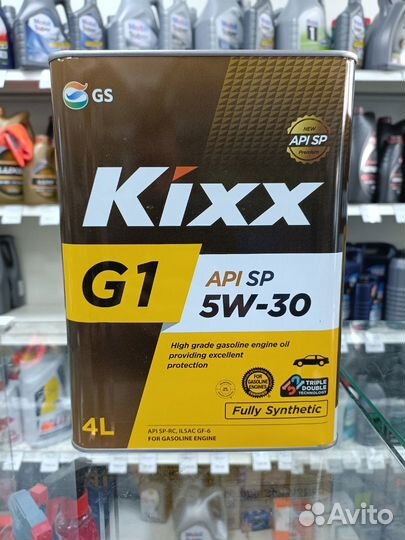 GS
NEW
API SP
Premium
Kixx
G1
API SP
5W-30
High grade gasoline engine oil
providing excellent
protection
FOR
GASOLINE
ENGINES
TRIPLE
DOUBLE
TECHNOLOGY
Fully Synthetic
4L
API SP-RC, ILSAC GF-6
FOR GASOLINE ENGINE
Avito